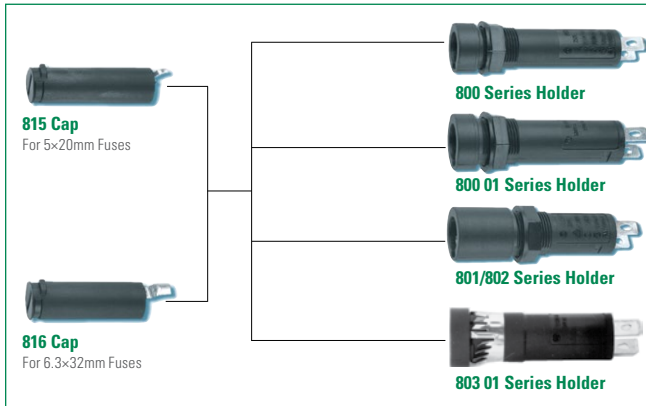 815 Cap
For 5×20mm Fuses
816 Cap
For 6.3×32mm Fuses
800 Series Holder
800 01 Series Holder
801/802 Series Holder
803 01 Series Holder